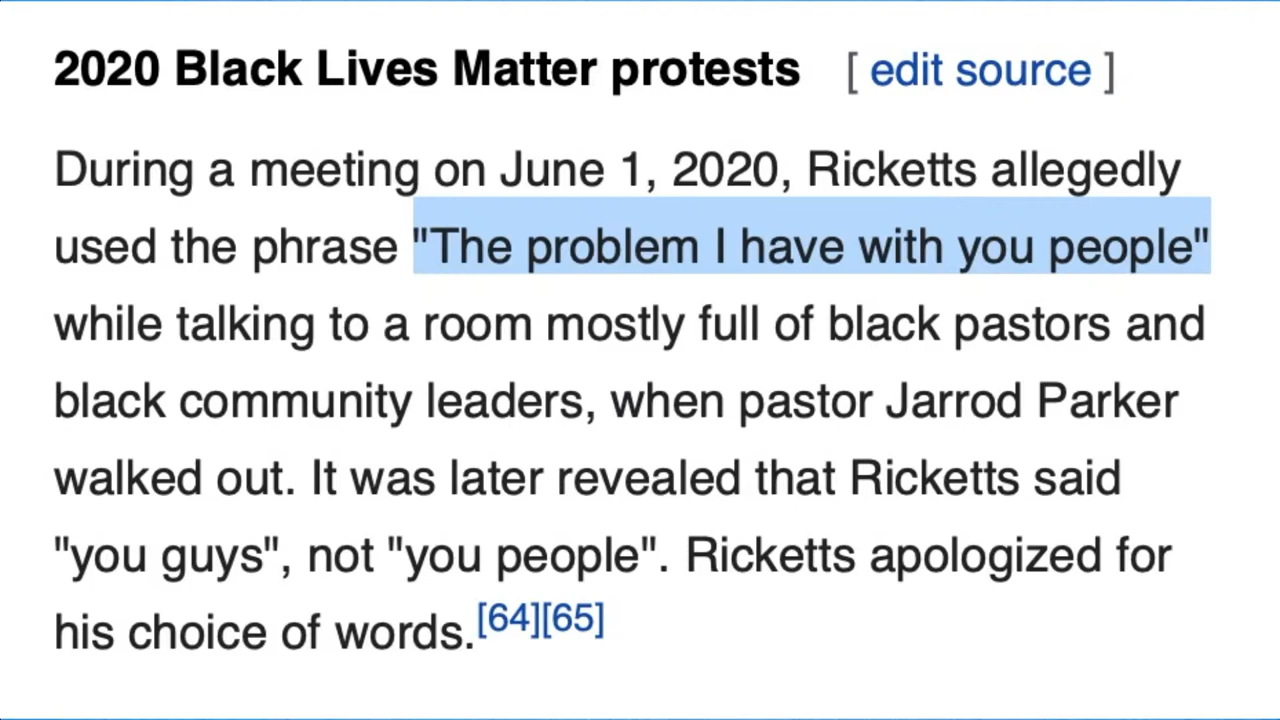 2020 Black Lives Matter protests [ edit source ]
During a meeting on June 1, 2020, Ricketts allegedly
used the phrase "The problem I have with you people"
while talking to a room mostly full of black pastors and
black community leaders, when pastor Jarrod Parker
walked out. It was later revealed that Ricketts said
"you guys", not "you people". Ricketts apologized for
his choice of words.[64][65]